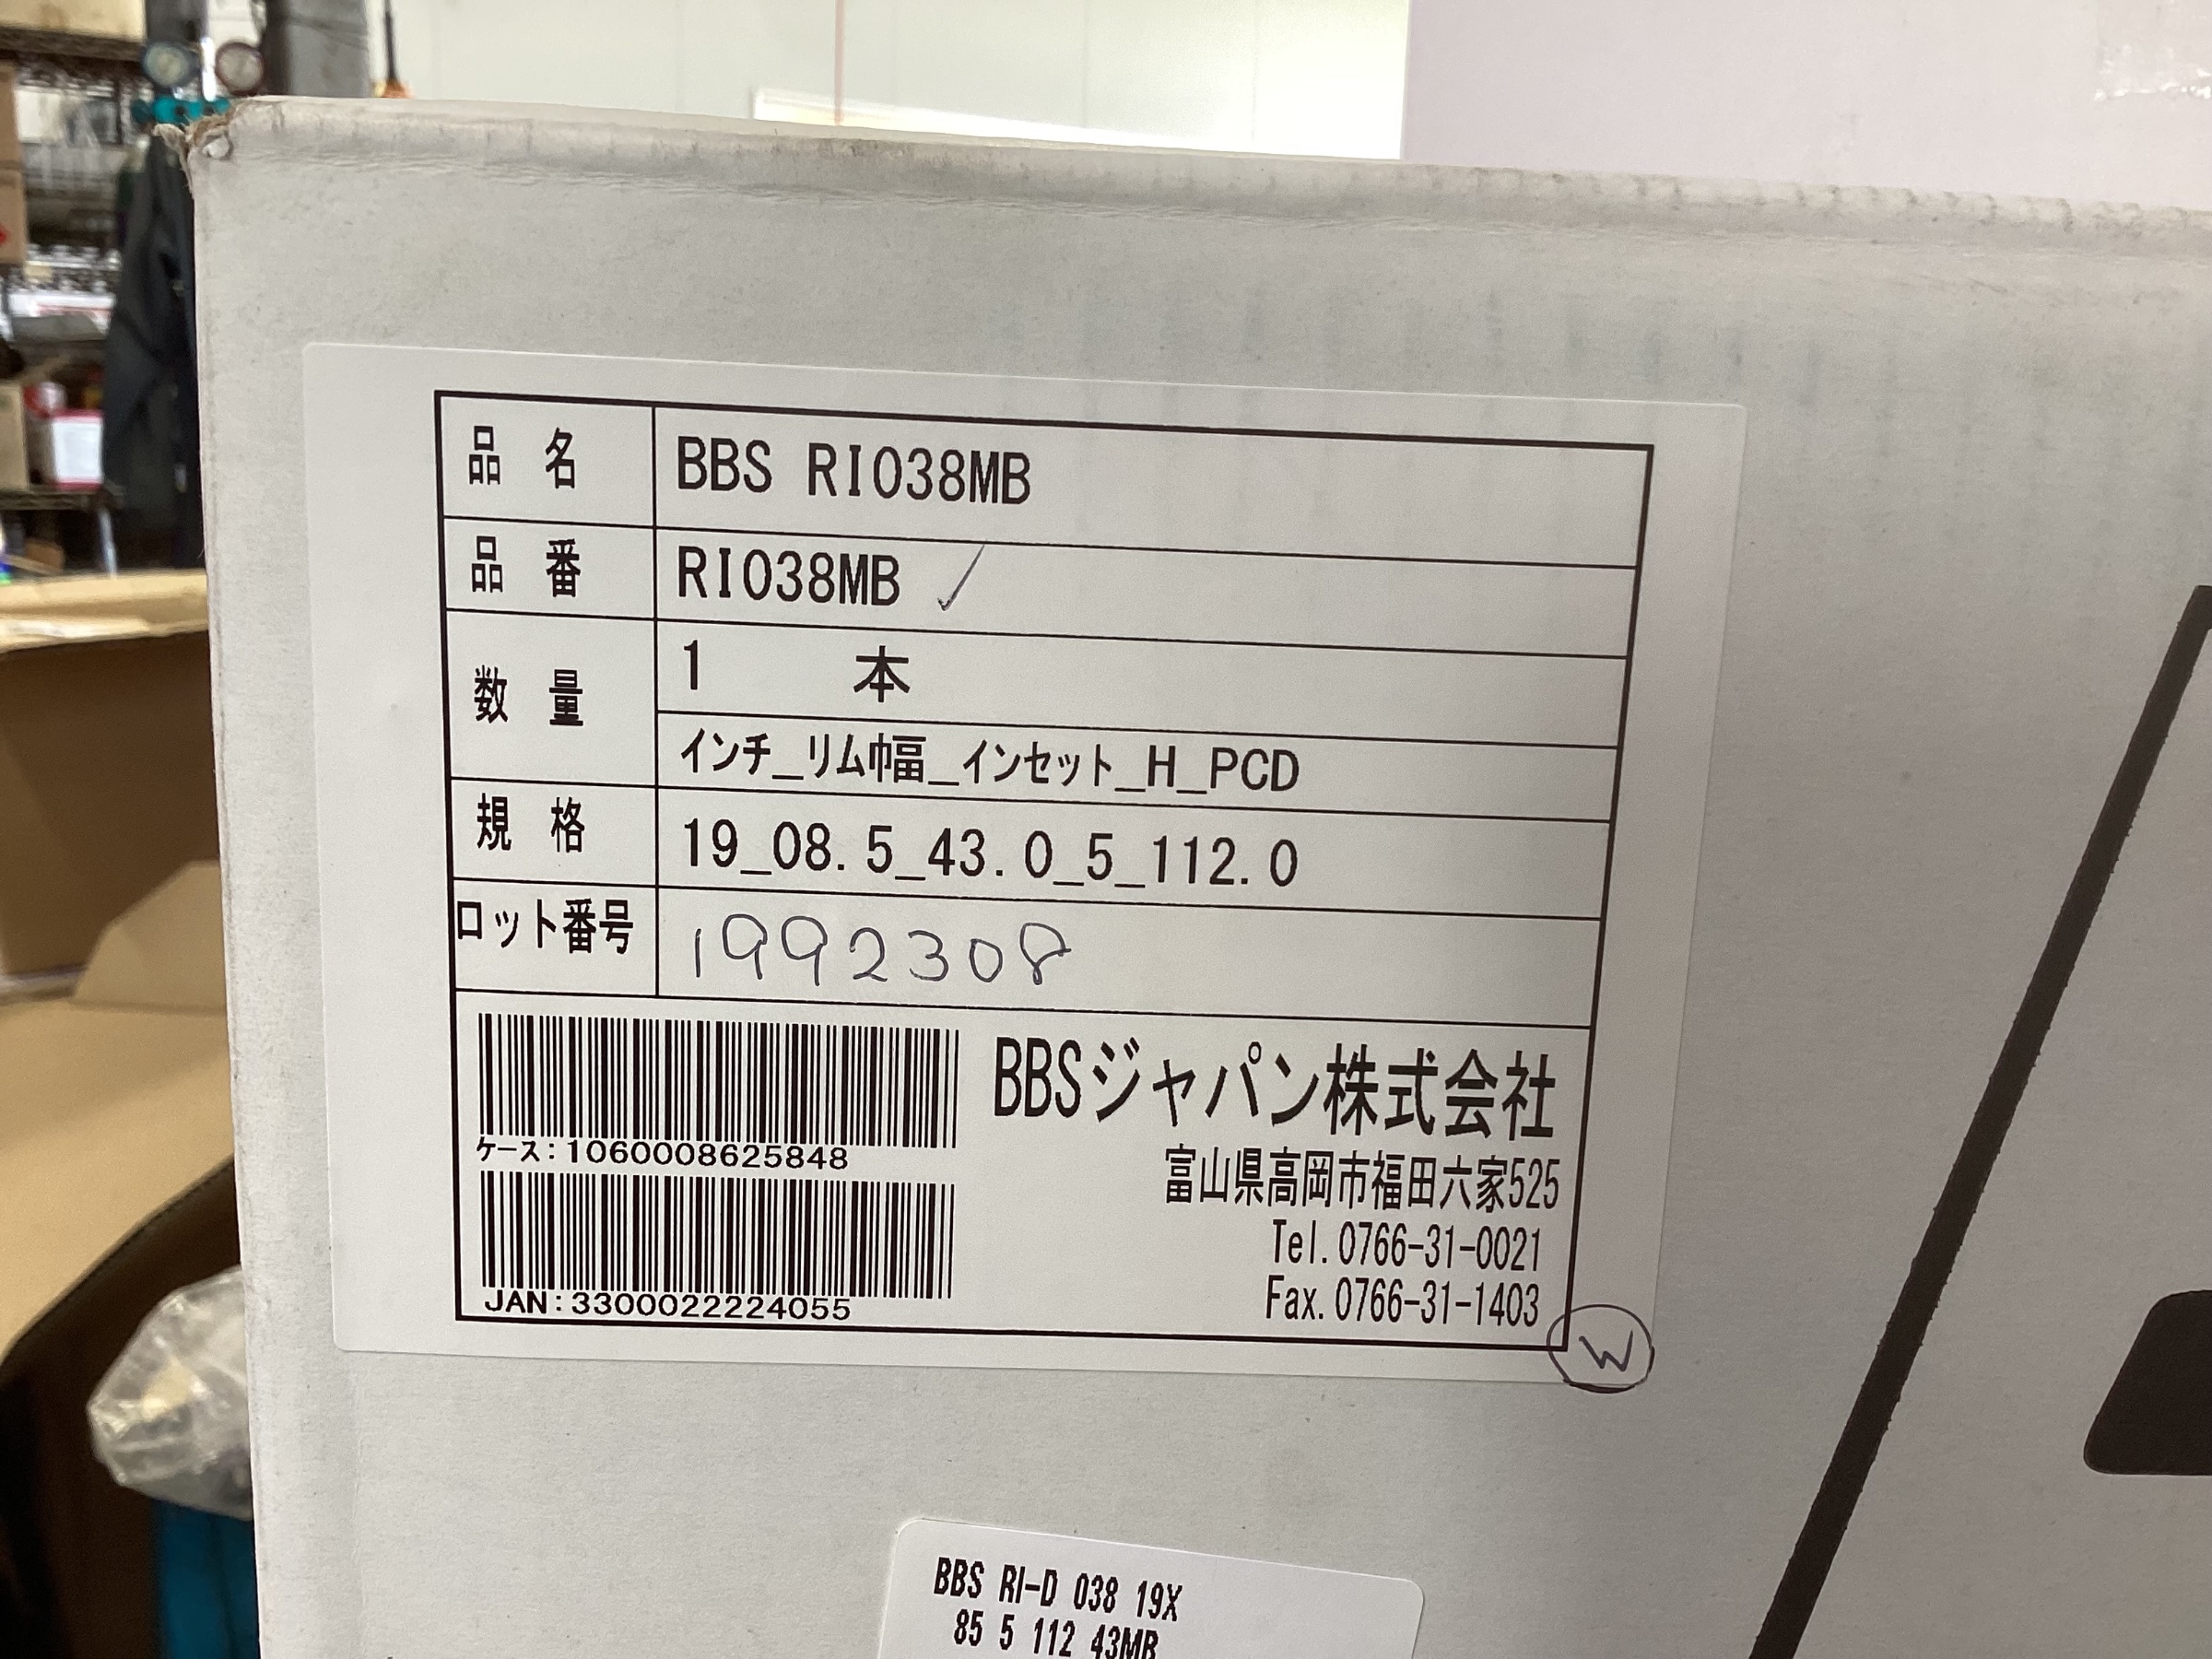 品 名 BBS RI038MB
品 番 RI038MB ✓
数 量 1 本
インチ_リム巾幅_インセット_H_PCD
規 格 19_08.5_43.0_5_112.0
ロット番号 1992308
ケース:1060008625848
JAN:3300022224055
BBSジャパン株式会社
富山県高岡市福田六家525
Tel.0766-31-0021
Fax.0766-31-1403
W
BBS RI-D 038 19X
85 5 112 43MB